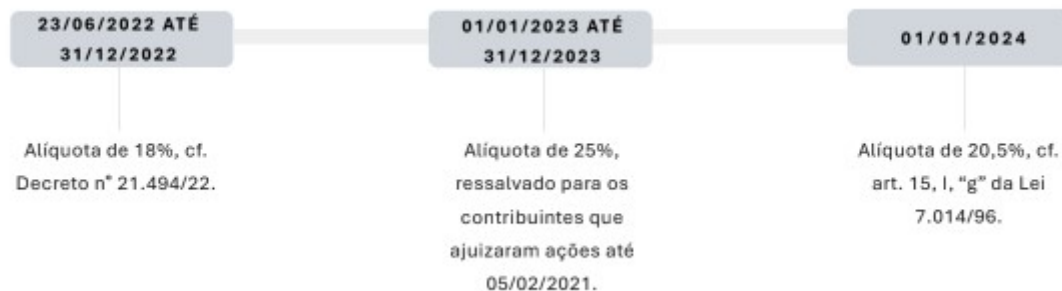 23/06/2022 ATÉ
31/12/2022
01/01/2023 ATÉ
31/12/2023
01/01/2024
Alíquota de 18%, cf.
Decreto n° 21.494/22.
Alíquota de 25%,
ressalvado para os
contribuintes que
ajuizaram ações até
05/02/2021.
Alíquota de 20,5%, cf.
art. 15, I, “g” da Lei
7.014/96.